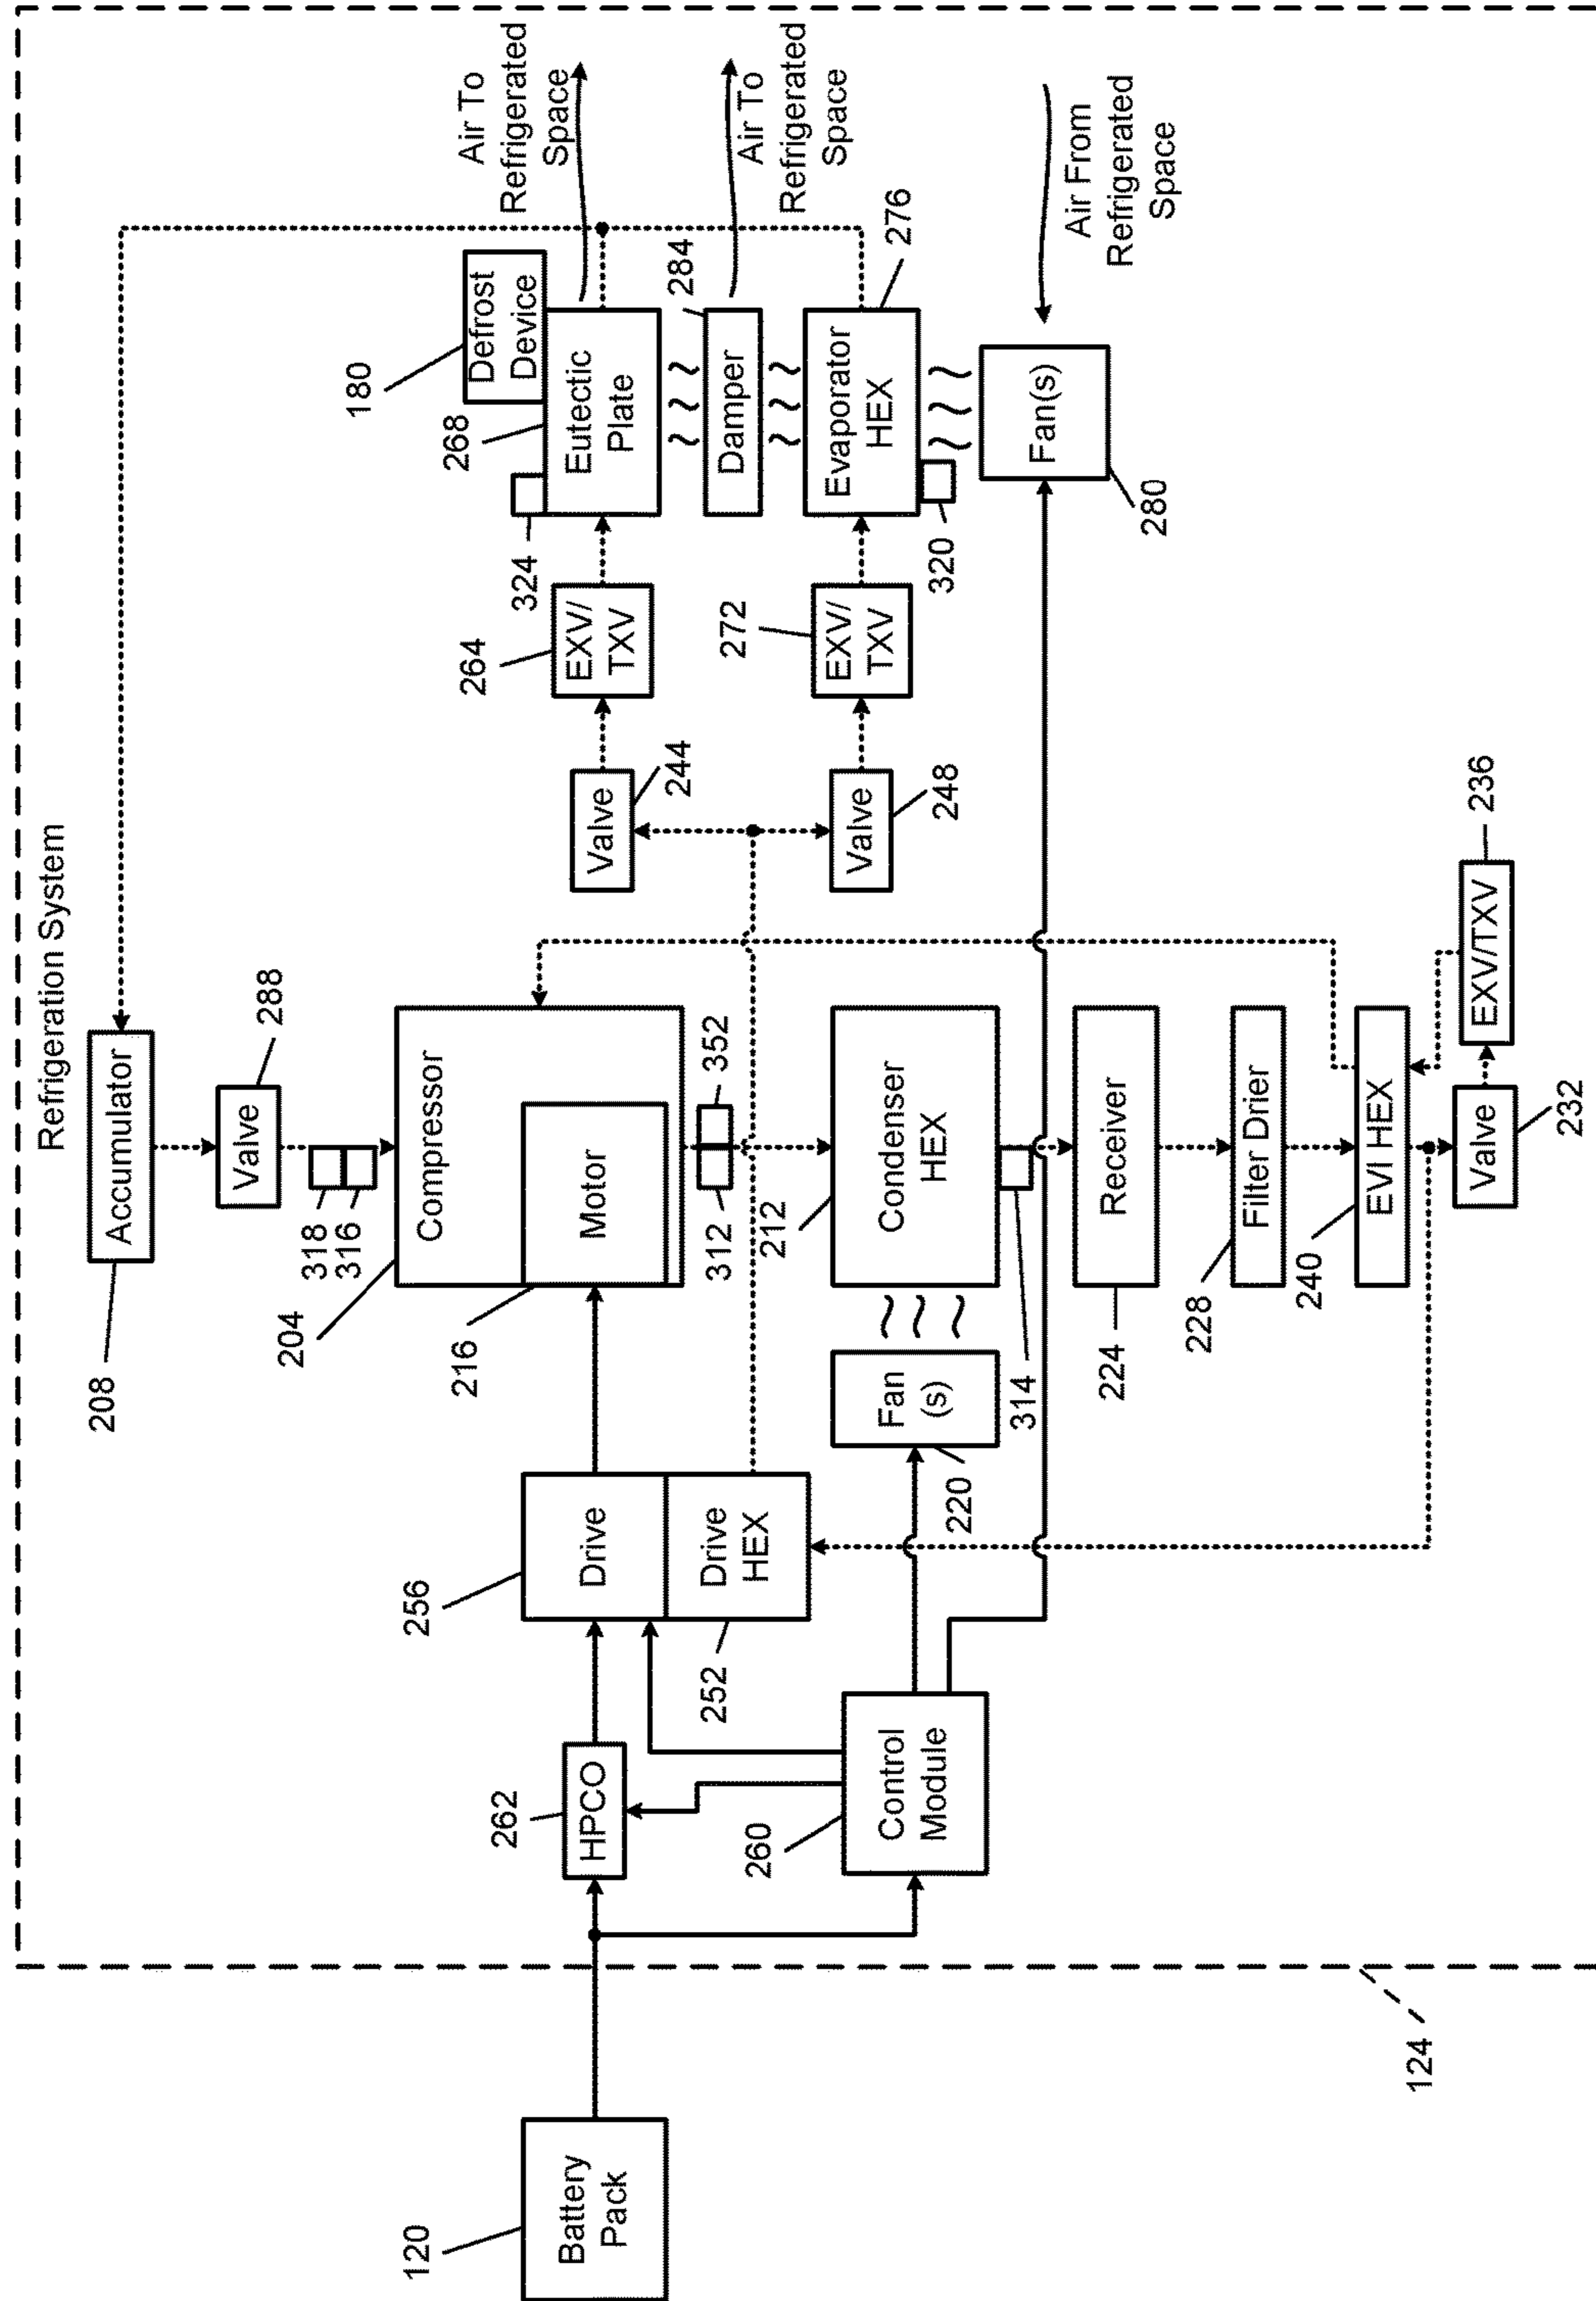 Refrigeration System
120
Battery
Pack
124
262
HPCO
256
Drive
Drive
HEX
252
260
Control
Module
208
Accumulator
Valve
288
318
316
204
Compressor
216
Motor
312
352
212
Condenser
HEX
Fan
(s)
220
314
Receiver
224
Filter Drier
228
EVI HEX
240
Valve
232
EXV/TXV
236
Valve
244
Valve
248
264
EXV/
TXV
272
EXV/
TXV
324
268
Eutectic
Plate
180
Defrost
Device
Damper
284
Evaporator
HEX
276
320
Fan(s)
280
Air To
Refrigerated
Space
Air To
Refrigerated
Space
Air From
Refrigerated
Space